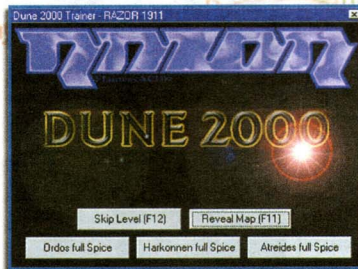 Dune 2000 Trainer - RAZOR 1911
DUNE 2000
Skip Level (F12) Reveal Map (F11)
Ordos full Spice Harkonnen full Spice Atreides full Spice